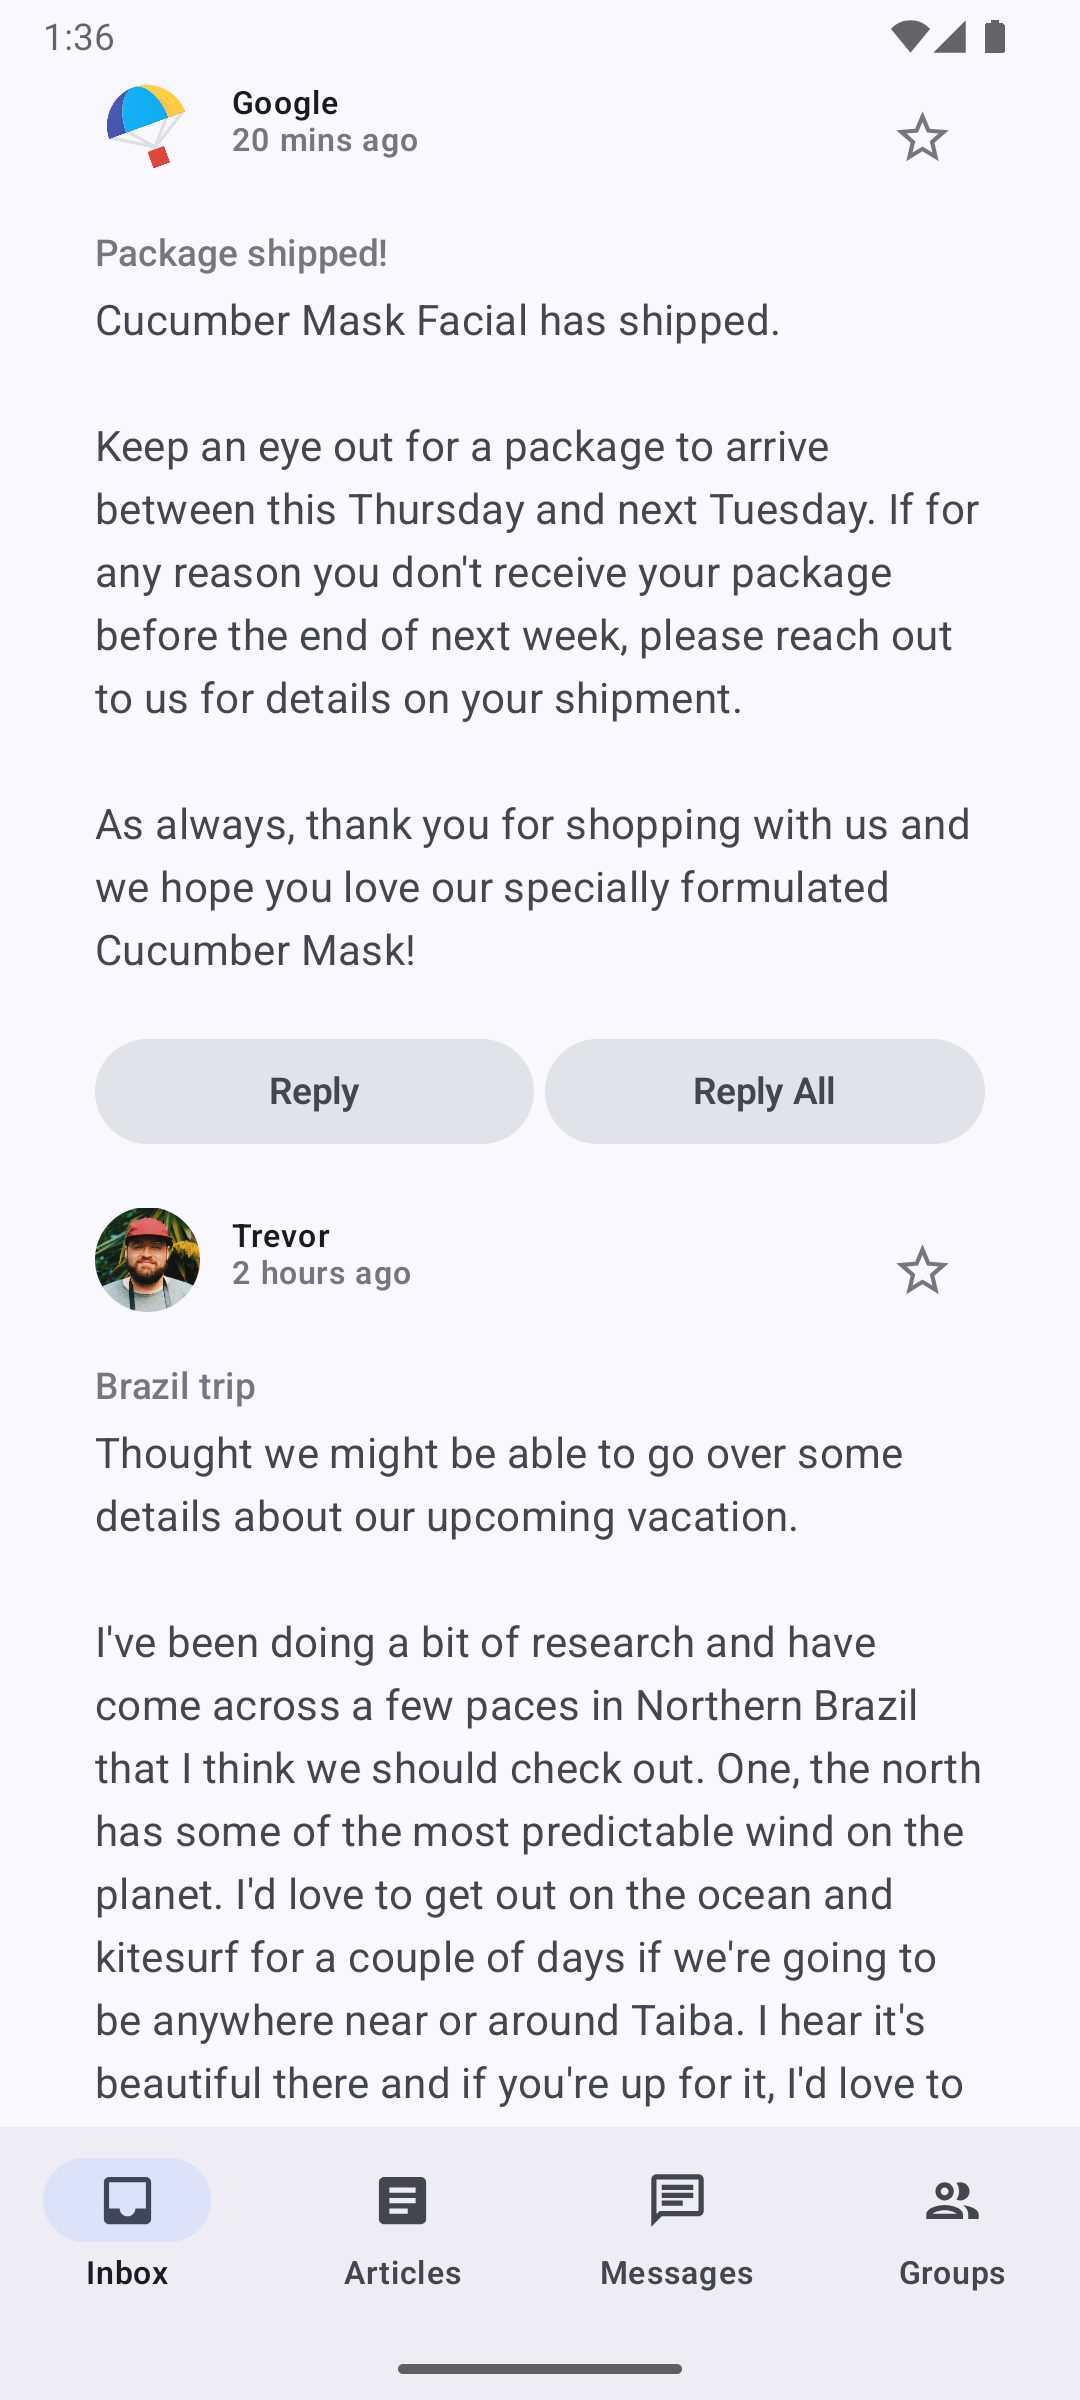 1:36
Google
20 mins ago
Package shipped!
Cucumber Mask Facial has shipped.
Keep an eye out for a package to arrive
between this Thursday and next Tuesday. If for
any reason you don't receive your package
before the end of next week, please reach out
to us for details on your shipment.
As always, thank you for shopping with us and
we hope you love our specially formulated
Cucumber Mask!
Reply
Reply All
Trevor
2 hours ago
Brazil trip
Thought we might be able to go over some
details about our upcoming vacation.
I've been doing a bit of research and have
come across a few paces in Northern Brazil
that I think we should check out. One, the north
has some of the most predictable wind on the
planet. I'd love to get out on the ocean and
kitesurf for a couple of days if we're going to
be anywhere near or around Taiba. I hear it's
beautiful there and if you're up for it, I'd love to
Inbox
Articles
Messages
Groups